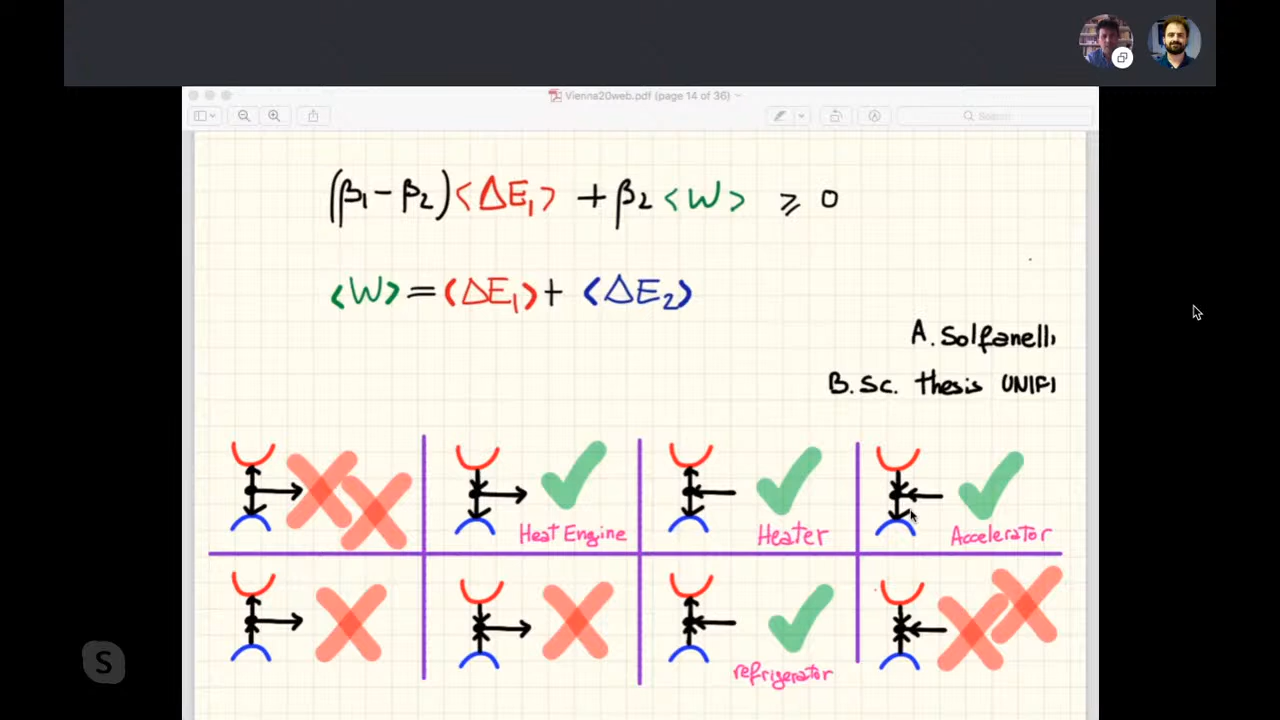 Vienna20web.pdf (page 14 of 36)
Search
(β₁ − β₂)⟨ΔE₁⟩ + β₂⟨W⟩ ⩾ 0
⟨W⟩ = ⟨ΔE₁⟩ + ⟨ΔE₂⟩
A. Solfanelli
B.Sc. thesis UNIFI
Heat Engine
Heater
Accelerator
refrigerator
S